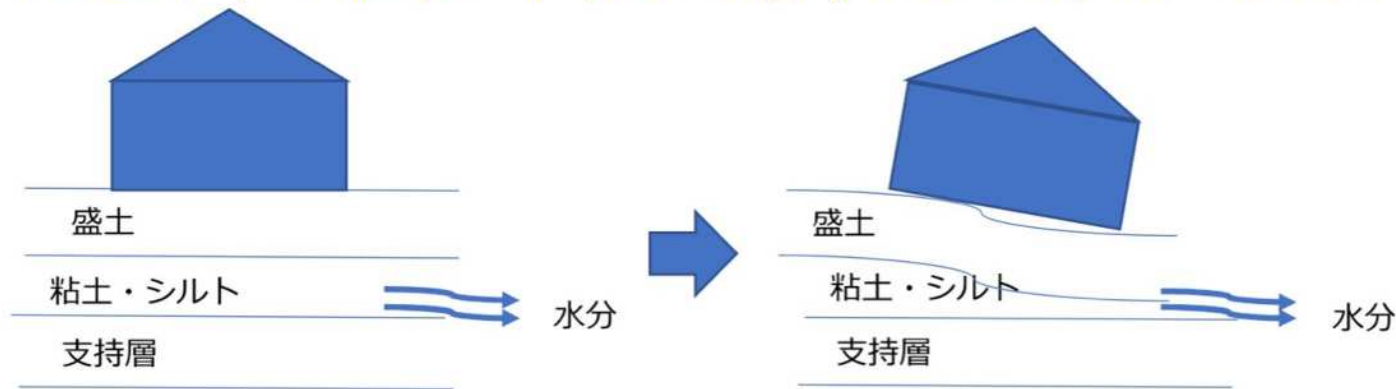 盛土
粘土・シルト
水分
支持層
盛土
粘土・シルト
水分
支持層